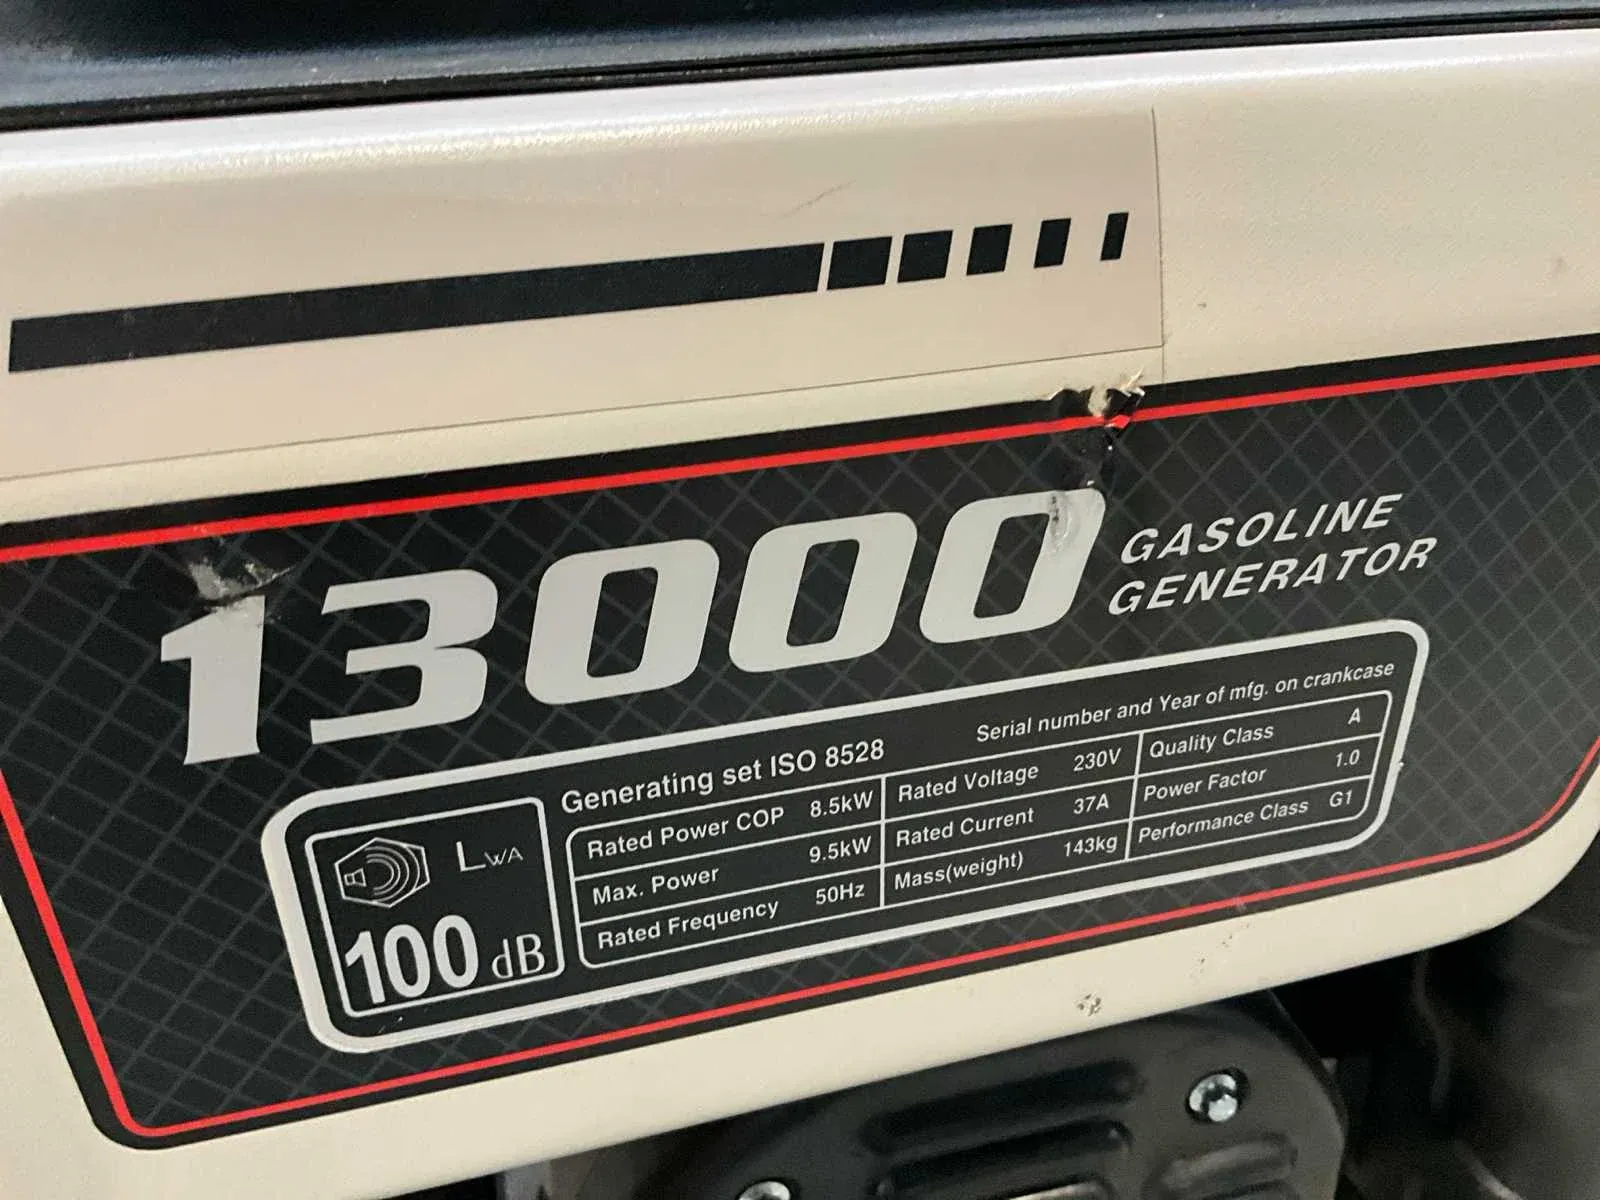 13000
GASOLINE
GENERATOR
Generating set ISO 8528
Serial number and Year of mfg. on crankcase
LWA
100 dB
Rated Power COP 8.5kW
Rated Voltage 230V
Quality Class A
Max. Power 9.5kW
Rated Current 37A
Power Factor 1.0
Rated Frequency 50Hz
Mass(weight) 143kg
Performance Class G1